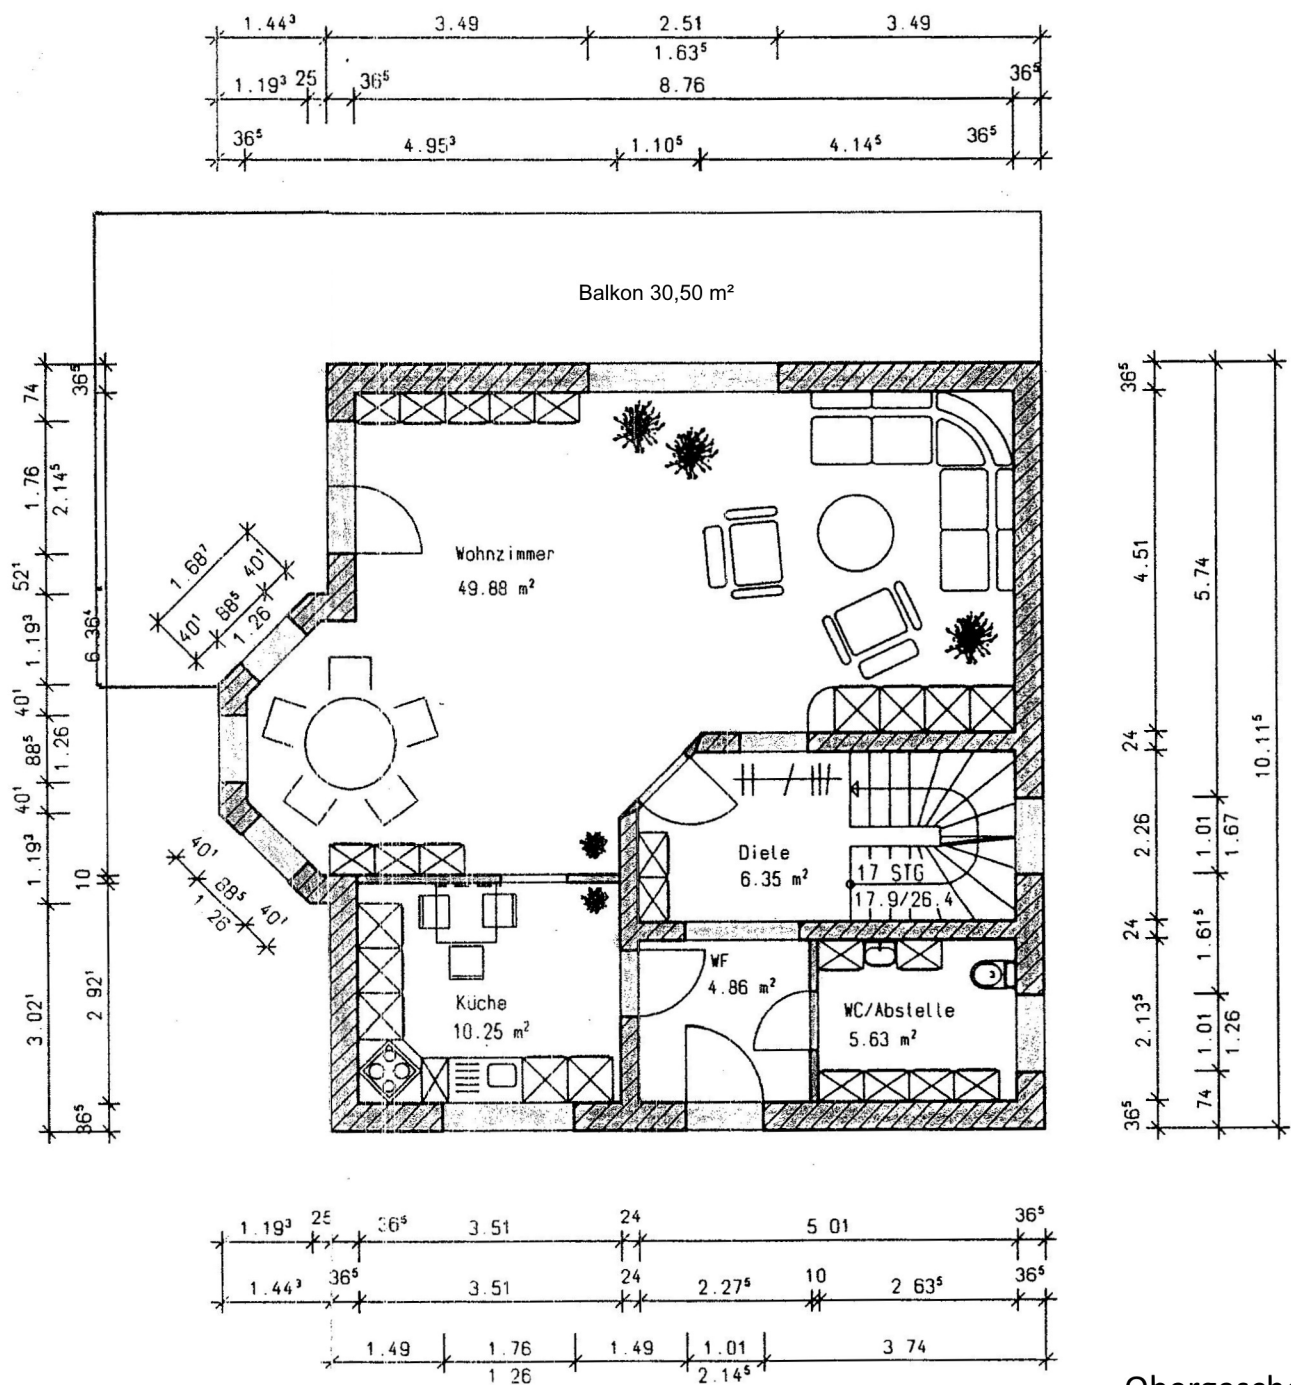 1.44³ 3.49 2.51 3.49
1.63⁵
1.19³ 25 36⁵ 8.76 36⁵
36⁵ 4.95³ 1.10⁵ 4.14⁵ 36⁵
Balkon 30,50 m²
74 36⁵
1.76 2.14⁵
52¹
1.19³ 6.36⁴
40¹
88⁵ 1.26
40¹
1.19³
10
3.02¹ 2 92¹
36⁵
1.68⁷
40¹ 88⁵ 40¹
1.26
40¹ 88⁵ 40¹
1.26
Wohnzimmer
49.88 m²
Diele
6.35 m²
17 STG
17.9/26.4
WF
4.86 m²
Küche
10.25 m²
WC/Abstelle
5.63 m²
36⁵
4.51
24
2.26
24
2.13⁵
36⁵
5.74
1.01 1.67
1.61⁵
1.01 1.26
74
10.11⁵
1.19³ 25 36⁵ 3.51 24 5 01 36⁵
1.44³ 36⁵ 3.51 24 2.27⁵ 10 2 63⁵ 36⁵
1.49 1.76 1.49 1.01 3 74
1 26 2.14⁵